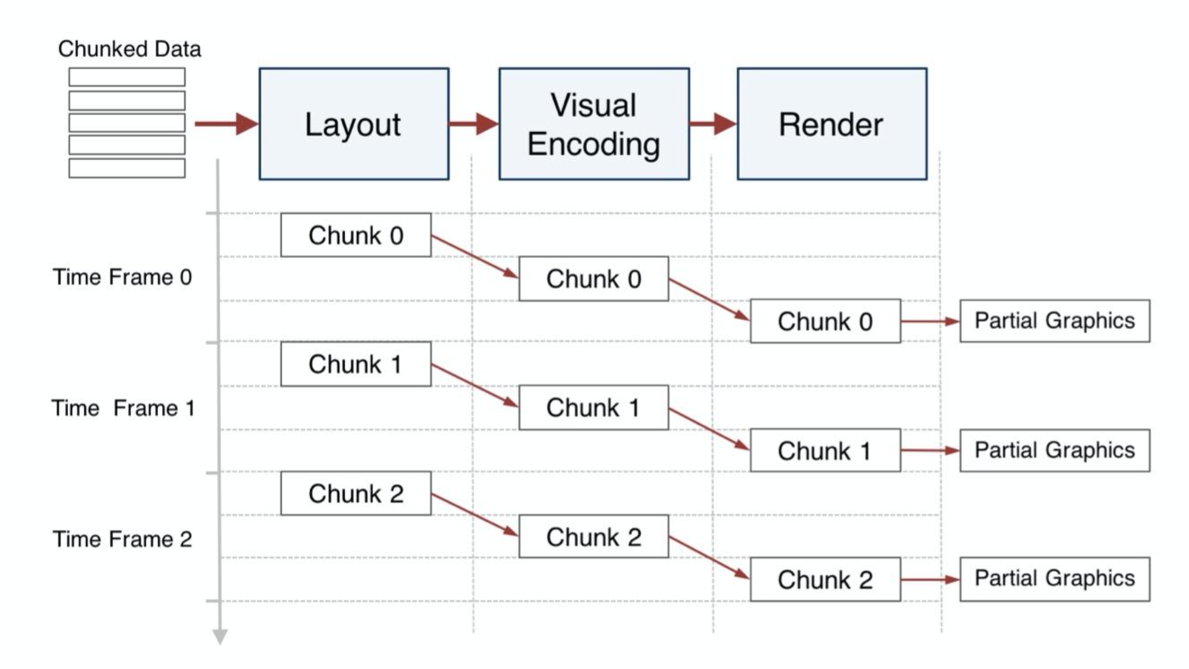 Chunked Data
Layout
Visual
Encoding
Render
Time Frame 0
Chunk 0
Chunk 0
Chunk 0
Partial Graphics
Time Frame 1
Chunk 1
Chunk 1
Chunk 1
Partial Graphics
Time Frame 2
Chunk 2
Chunk 2
Chunk 2
Partial Graphics